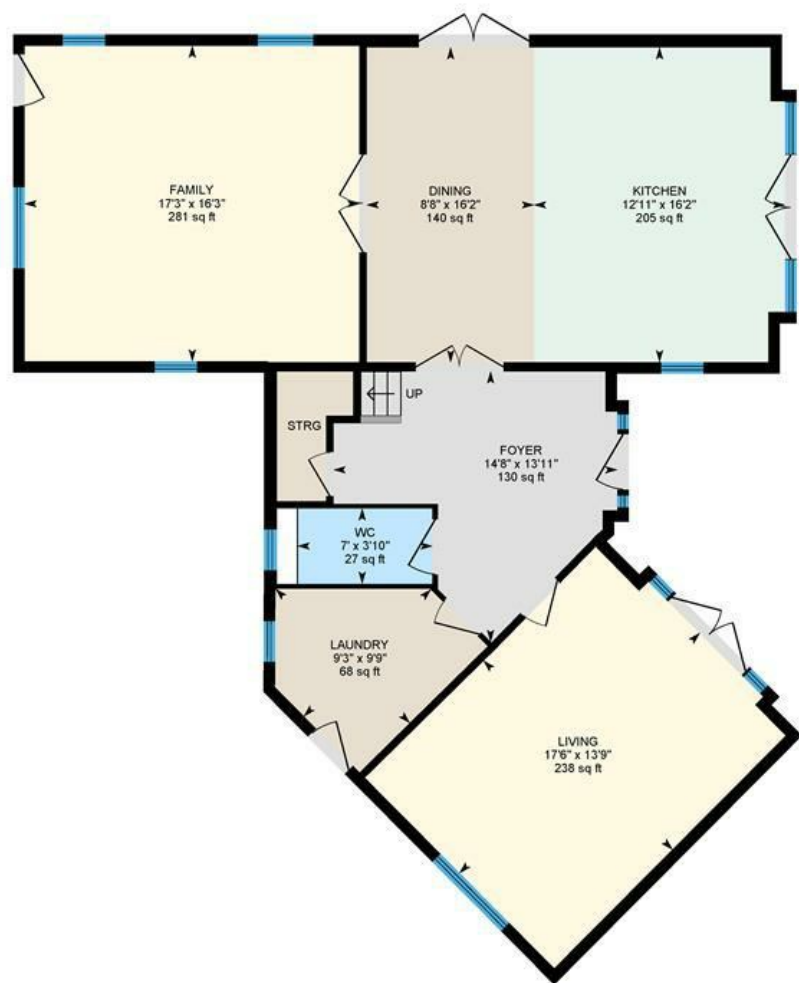 FAMILY
17'3" x 16'3"
281 sq ft
DINING
8'8" x 16'2"
140 sq ft
KITCHEN
12'11" x 16'2"
205 sq ft
UP
STRG
FOYER
14'8" x 13'11"
130 sq ft
WC
7' x 3'10"
27 sq ft
LAUNDRY
9'3" x 9'9"
68 sq ft
LIVING
17'6" x 13'9"
238 sq ft